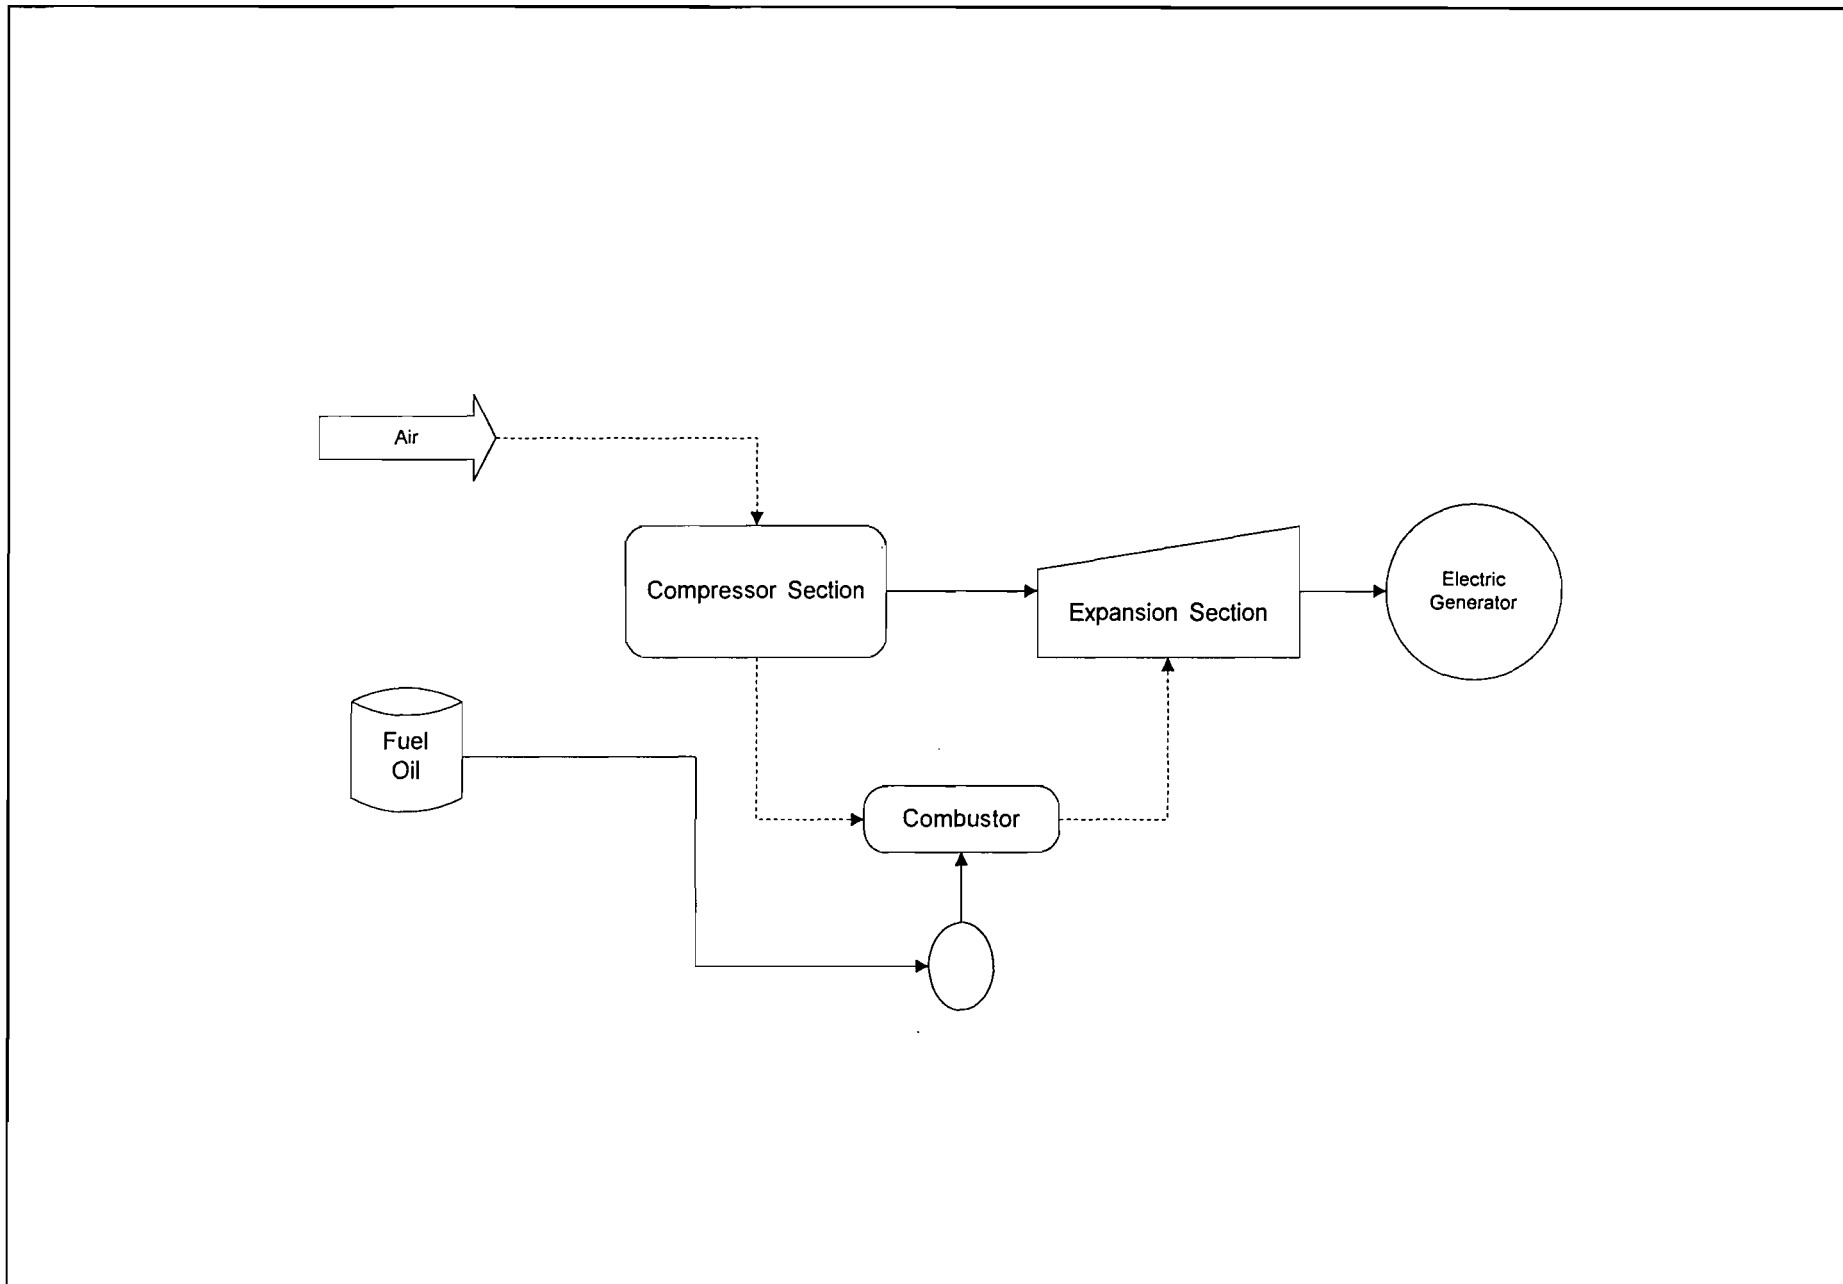 Air
Compressor Section
Electric
Generator
Expansion Section
Fuel
Oil
Combustor